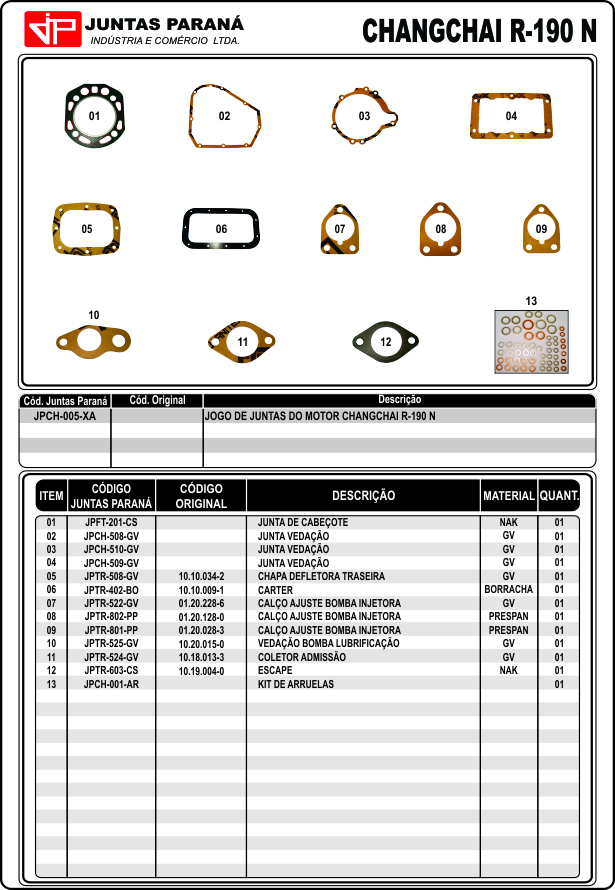 JP JUNTAS PARANÁ
INDÚSTRIA E COMÉRCIO LTDA.
CHANGCHAI R-190 N
01 02 03 04
05 06 07 08 09
10 11 12 13
Cód. Juntas Paraná Cód. Original Descrição
JPCH-005-XA JOGO DE JUNTAS DO MOTOR CHANGCHAI R-190 N
ITEM CÓDIGO JUNTAS PARANÁ CÓDIGO ORIGINAL DESCRIÇÃO MATERIAL QUANT.
01 JPFT-201-CS JUNTA DE CABEÇOTE NAK 01
02 JPCH-508-GV JUNTA VEDAÇÃO GV 01
03 JPCH-510-GV JUNTA VEDAÇÃO GV 01
04 JPCH-509-GV JUNTA VEDAÇÃO GV 01
05 JPTR-508-GV 10.10.034-2 CHAPA DEFLETORA TRASEIRA GV 01
06 JPTR-402-BO 10.10.009-1 CARTER BORRACHA 01
07 JPTR-522-GV 01.20.228-6 CALÇO AJUSTE BOMBA INJETORA GV 01
08 JPTR-802-PP 01.20.128-0 CALÇO AJUSTE BOMBA INJETORA PRESPAN 01
09 JPTR-801-PP 01.20.028-3 CALÇO AJUSTE BOMBA INJETORA PRESPAN 01
10 JPTR-525-GV 10.20.015-0 VEDAÇÃO BOMBA LUBRIFICAÇÃO GV 01
11 JPTR-524-GV 10.18.013-3 COLETOR ADMISSÃO GV 01
12 JPTR-603-CS 10.19.004-0 ESCAPE NAK 01
13 JPCH-001-AR KIT DE ARRUELAS 01